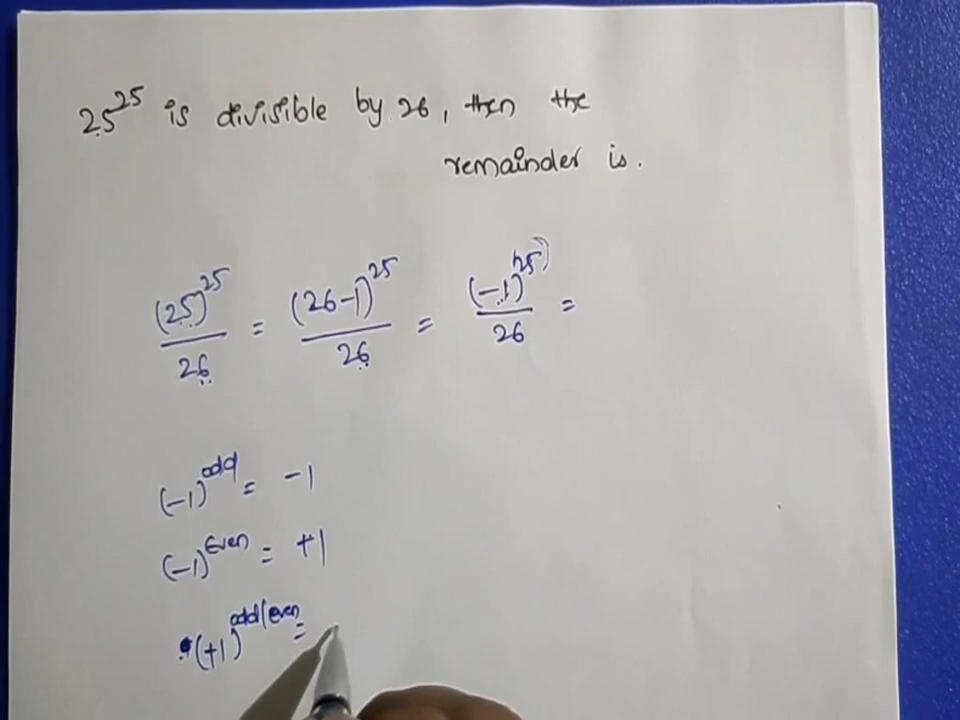 25^25 is divisible by 26, then the
remainder is.
(25)^25 / 26 = (26-1)^25 / 26 = (-1)^(25) / 26 =
(-1)^odd = -1
(-1)^Even = +1
(+1)^odd/even =